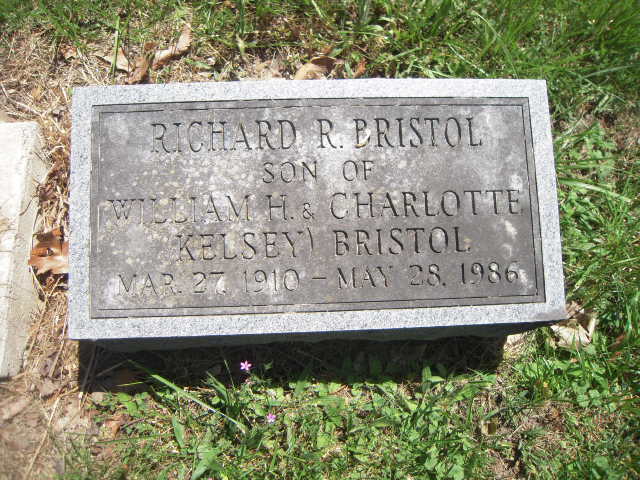 RICHARD R. BRISTOL
SON OF
WILLIAM H. & CHARLOTTE
KELSEY) BRISTOL
MAR. 27, 1910 – MAY 28, 1986